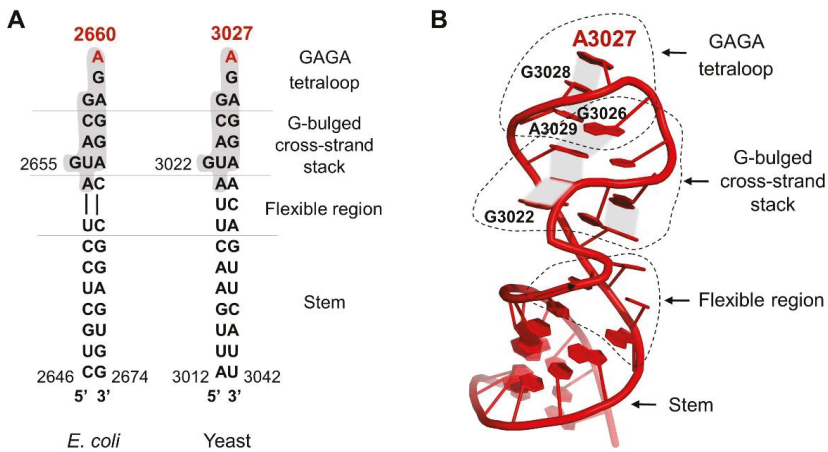 A
2660
3027
A
A
G
G
GAGA
tetraloop
GA
GA
CG
CG
G-bulged
cross-strand
stack
AG
AG
2655
GUA
3022
GUA
AC
AA
||
UC
Flexible region
UC
UA
CG
CG
CG
AU
UA
AU
Stem
CG
GC
GU
UA
UG
UU
2646
CG
2674
3012
AU
3042
5' 3'
5' 3'
E. coli
Yeast
B
A3027
GAGA
tetraloop
G3028
G3026
A3029
G-bulged
cross-strand
stack
G3022
Flexible region
Stem